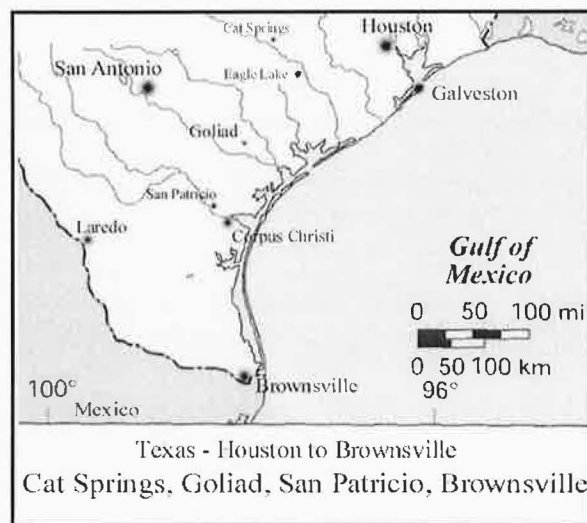 Cat Springs
Houston
San Antonio
Eagle Lake
Galveston
Goliad
San Patricio
Laredo
Corpus Christi
Gulf of
Mexico
0 50 100 mi
0 50 100 km
100°
96°
Brownsville
Mexico
Texas - Houston to Brownsville
Cat Springs, Goliad, San Patricio, Brownsville